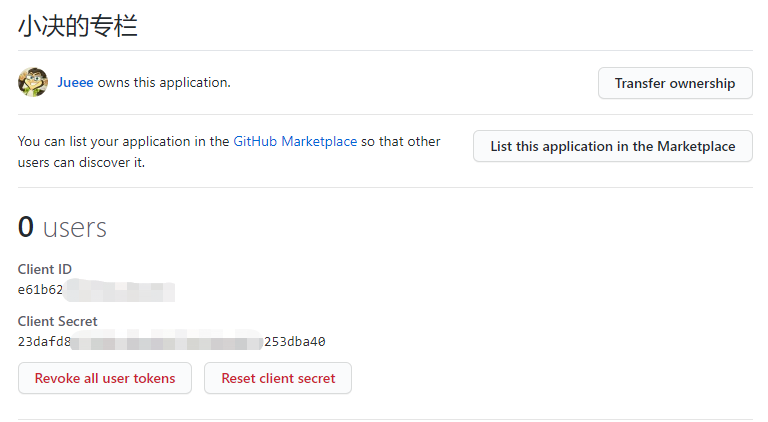 小决的专栏
Jueee owns this application.
Transfer ownership
You can list your application in the GitHub Marketplace so that other
users can discover it.
List this application in the Marketplace
0 users
Client ID
e61b62
Client Secret
23dafd8 253dba40
Revoke all user tokens
Reset client secret